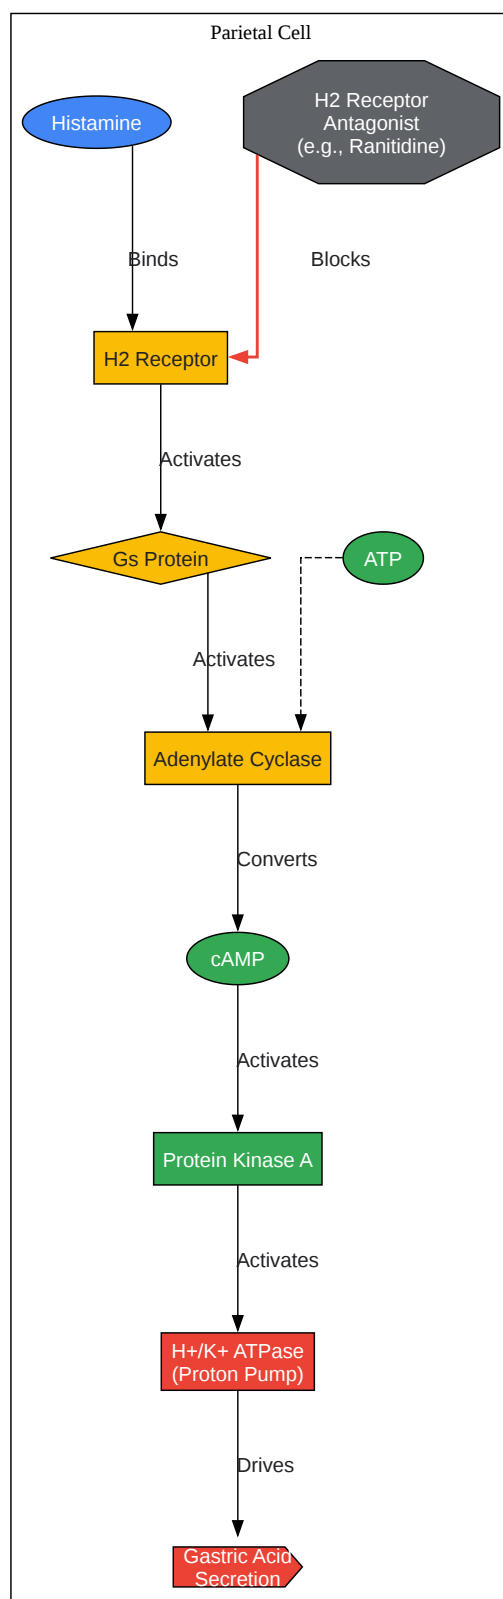 Parietal Cell
Histamine
H2 Receptor
Antagonist
(e.g., Ranitidine)
Binds
Blocks
H2 Receptor
Activates
Gs Protein
ATP
Activates
Adenylate Cyclase
Converts
cAMP
Activates
Protein Kinase A
Activates
H+/K+ ATPase
(Proton Pump)
Drives
Gastric Acid
Secretion